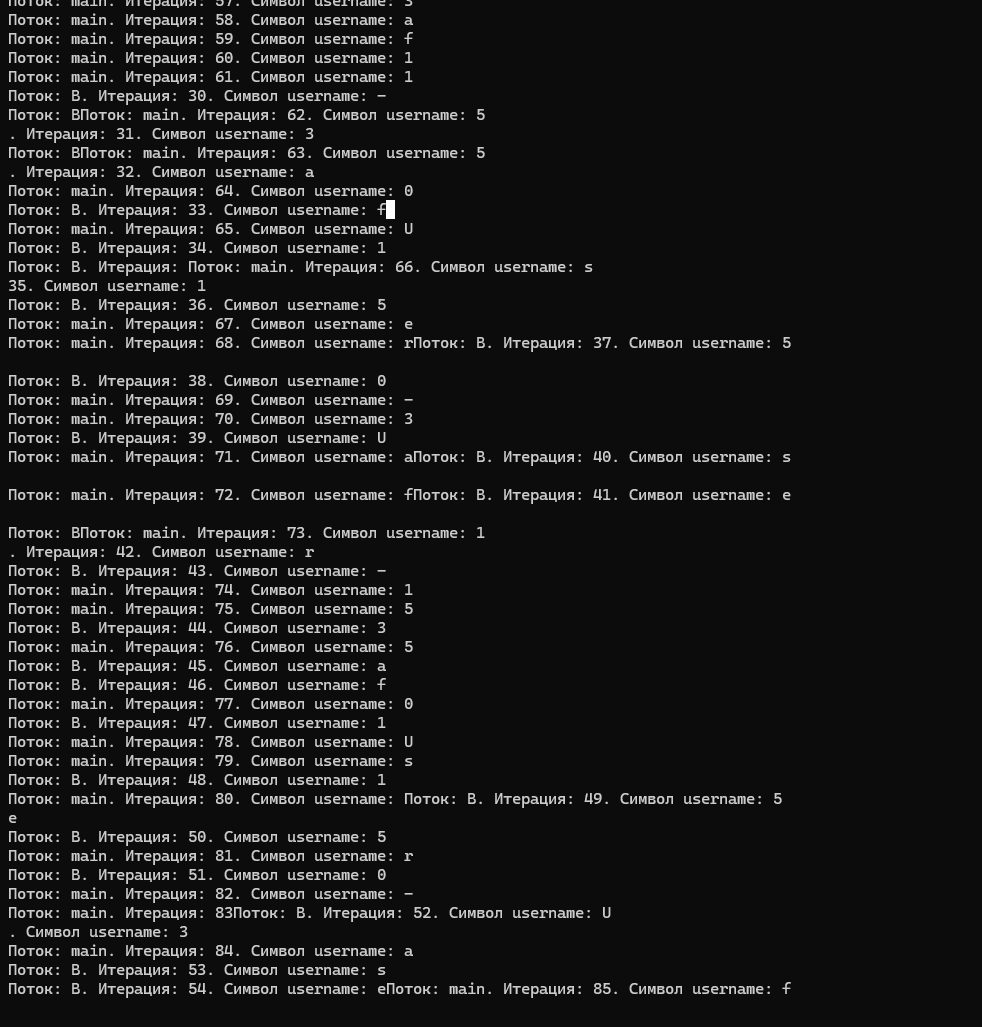 Поток: main. Итерация: 57. Символ username: 3
Поток: main. Итерация: 58. Символ username: a
Поток: main. Итерация: 59. Символ username: f
Поток: main. Итерация: 60. Символ username: 1
Поток: main. Итерация: 61. Символ username: 1
Поток: B. Итерация: 30. Символ username: -
Поток: BПоток: main. Итерация: 62. Символ username: 5
. Итерация: 31. Символ username: 3
Поток: BПоток: main. Итерация: 63. Символ username: 5
. Итерация: 32. Символ username: a
Поток: main. Итерация: 64. Символ username: 0
Поток: B. Итерация: 33. Символ username: f
Поток: main. Итерация: 65. Символ username: U
Поток: B. Итерация: 34. Символ username: 1
Поток: B. Итерация: Поток: main. Итерация: 66. Символ username: s
35. Символ username: 1
Поток: B. Итерация: 36. Символ username: 5
Поток: main. Итерация: 67. Символ username: e
Поток: main. Итерация: 68. Символ username: rПоток: B. Итерация: 37. Символ username: 5
Поток: B. Итерация: 38. Символ username: 0
Поток: main. Итерация: 69. Символ username: -
Поток: main. Итерация: 70. Символ username: 3
Поток: B. Итерация: 39. Символ username: U
Поток: main. Итерация: 71. Символ username: aПоток: B. Итерация: 40. Символ username: s
Поток: main. Итерация: 72. Символ username: fПоток: B. Итерация: 41. Символ username: e
Поток: BПоток: main. Итерация: 73. Символ username: 1
. Итерация: 42. Символ username: r
Поток: B. Итерация: 43. Символ username: -
Поток: main. Итерация: 74. Символ username: 1
Поток: main. Итерация: 75. Символ username: 5
Поток: B. Итерация: 44. Символ username: 3
Поток: main. Итерация: 76. Символ username: 5
Поток: B. Итерация: 45. Символ username: a
Поток: B. Итерация: 46. Символ username: f
Поток: main. Итерация: 77. Символ username: 0
Поток: B. Итерация: 47. Символ username: 1
Поток: main. Итерация: 78. Символ username: U
Поток: main. Итерация: 79. Символ username: s
Поток: B. Итерация: 48. Символ username: 1
Поток: main. Итерация: 80. Символ username: Поток: B. Итерация: 49. Символ username: 5
e
Поток: B. Итерация: 50. Символ username: 5
Поток: main. Итерация: 81. Символ username: r
Поток: B. Итерация: 51. Символ username: 0
Поток: main. Итерация: 82. Символ username: -
Поток: main. Итерация: 83Поток: B. Итерация: 52. Символ username: U
. Символ username: 3
Поток: main. Итерация: 84. Символ username: a
Поток: B. Итерация: 53. Символ username: s
Поток: B. Итерация: 54. Символ username: eПоток: main. Итерация: 85. Символ username: f